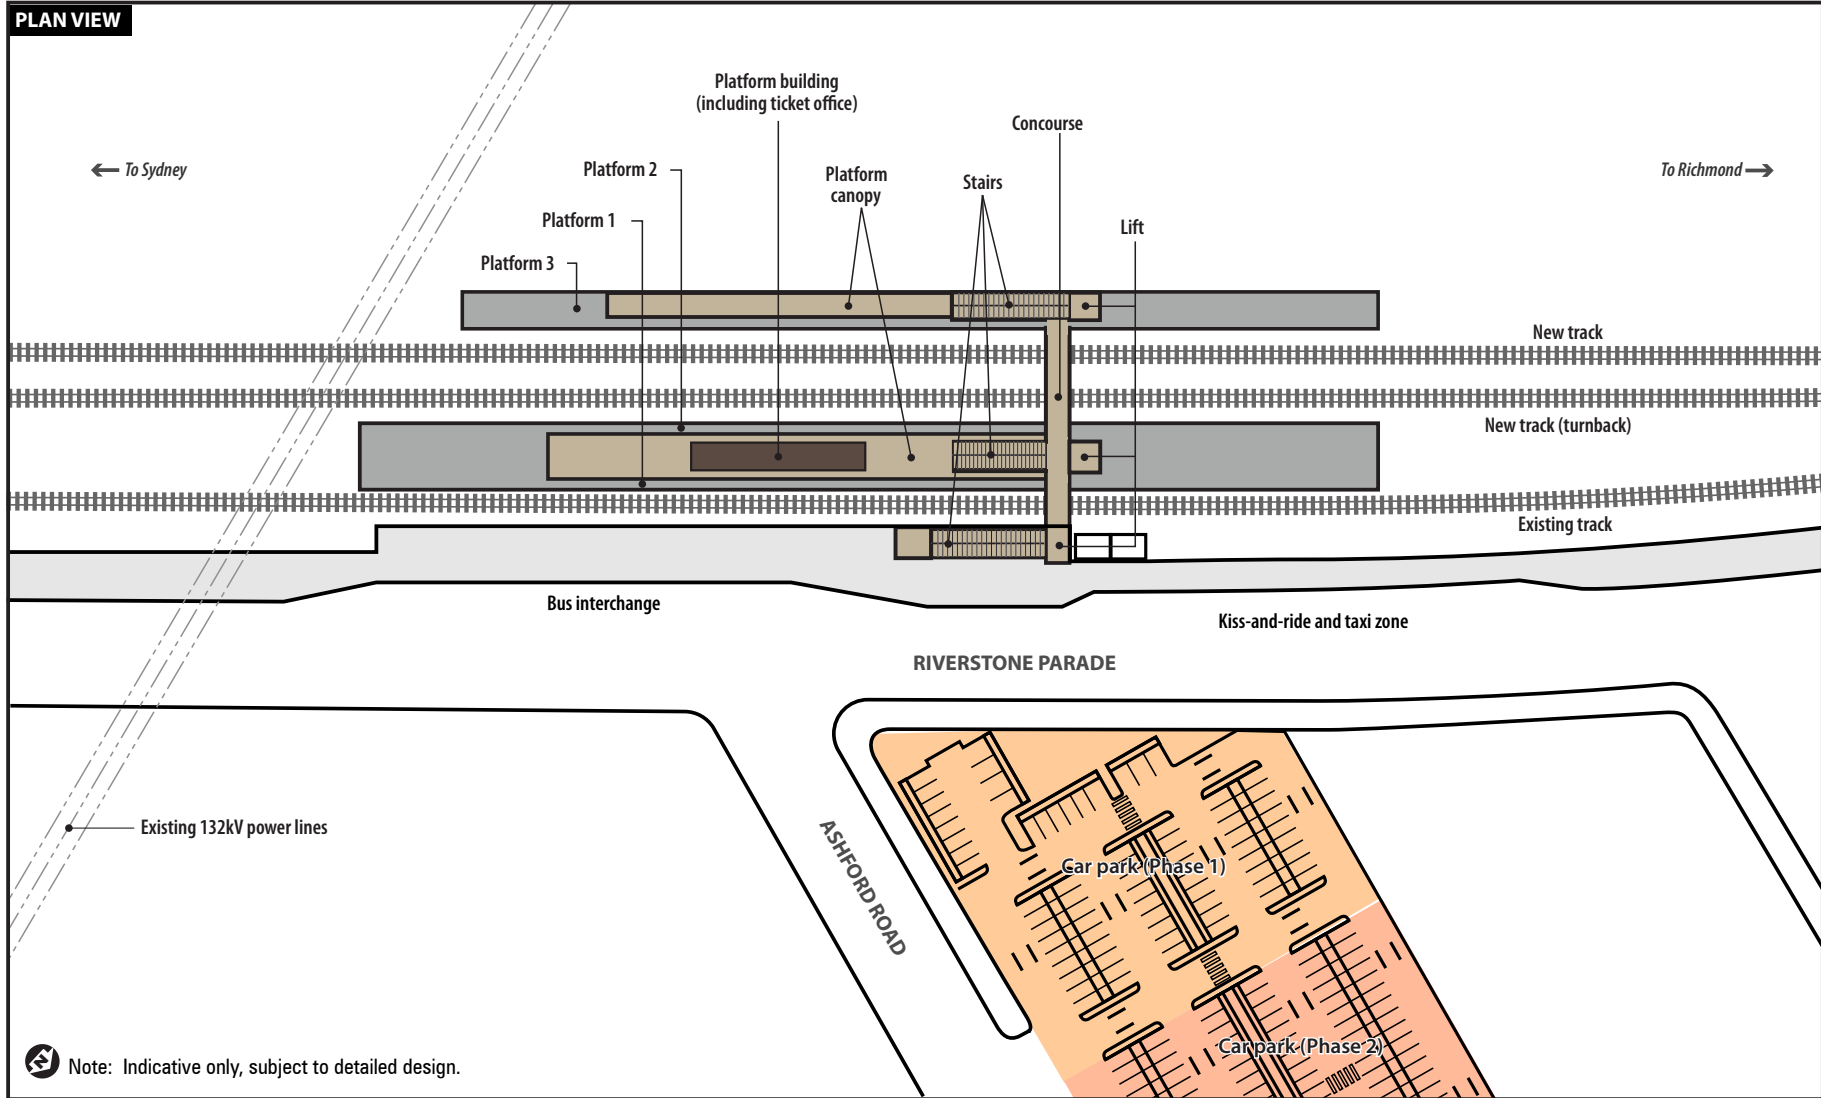 PLAN VIEW
Platform building
(including ticket office)
Concourse
To Sydney
Platform 2
Platform
canopy
Stairs
To Richmond
Platform 1
Lift
Platform 3
New track
New track (turnback)
Existing track
Bus interchange
Kiss-and-ride and taxi zone
RIVERSTONE PARADE
Existing 132kV power lines
ASHFORD ROAD
Car park (Phase 1)
Car park (Phase 2)
N
Note: Indicative only, subject to detailed design.